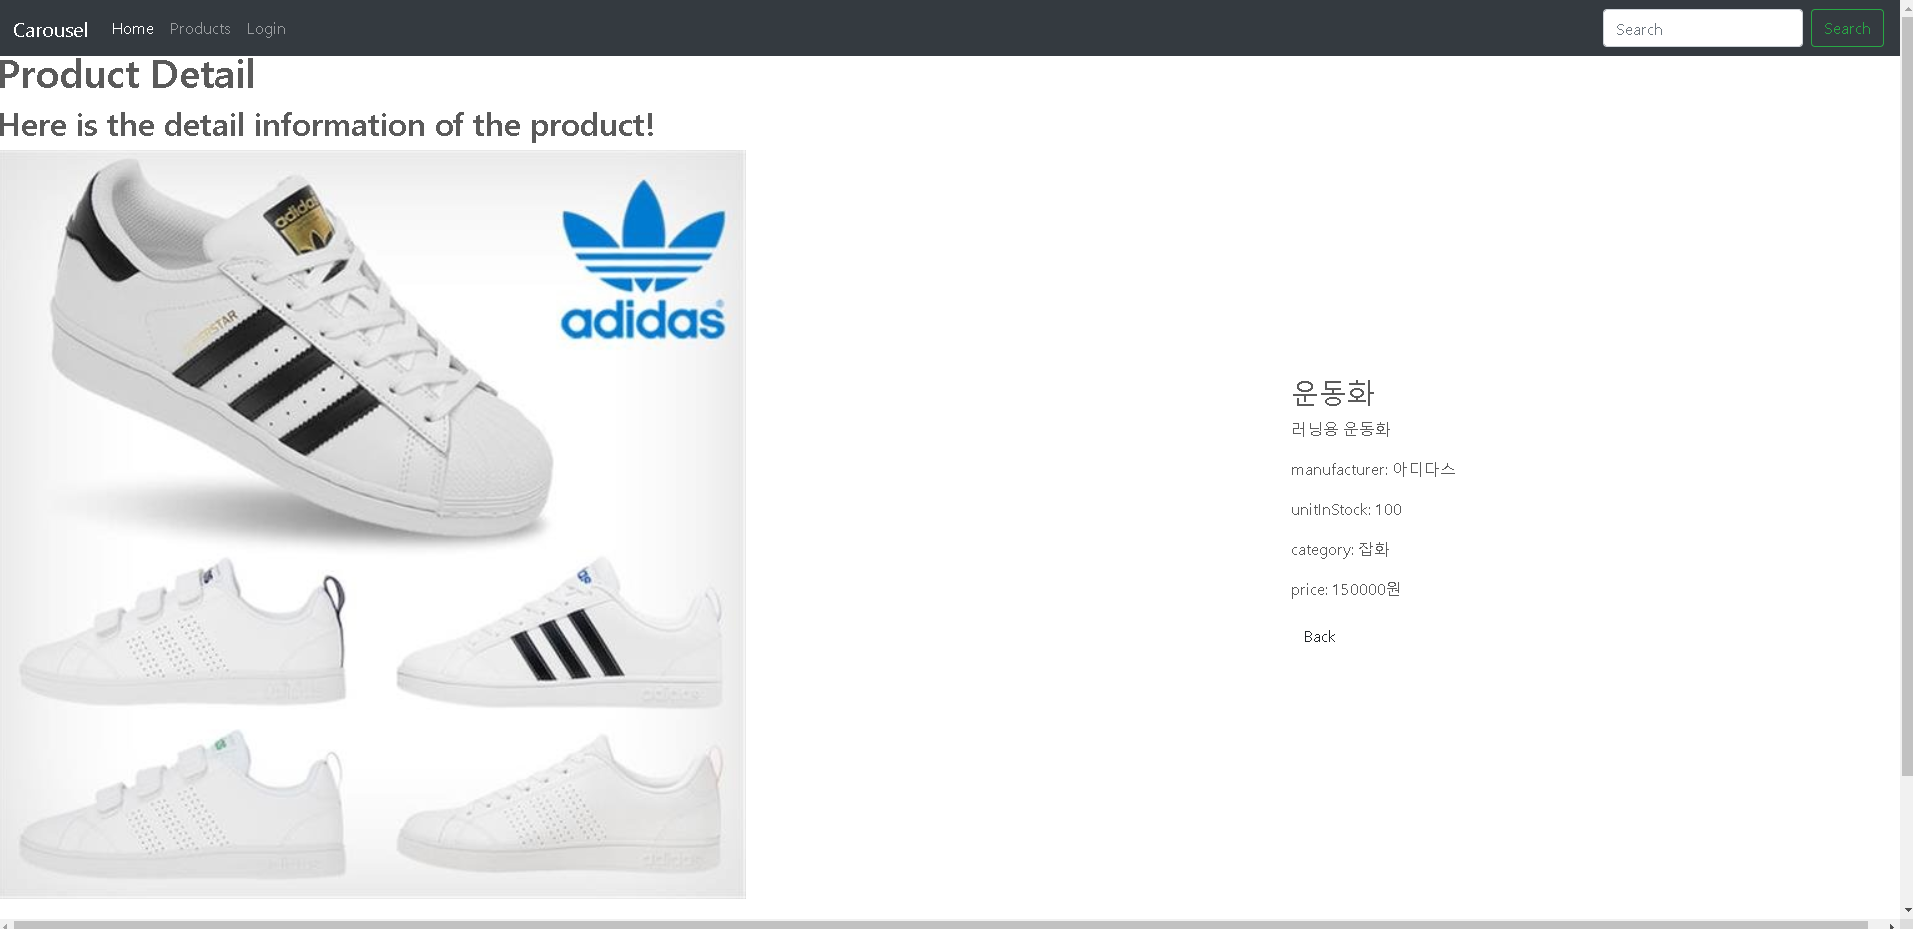 Carousel Home Products Login Search Search
Product Detail
Here is the detail information of the product!
adidas
adidas
운동화
러닝용 운동화
manufacturer: 아디다스
unitInStock: 100
category: 잡화
price: 150000원
Back